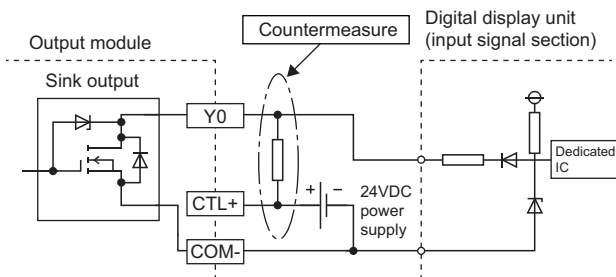 Countermeasure
Digital display unit
(input signal section)
Output module
Sink output
Y0
Dedicated
IC
+
−
24VDC
power
supply
CTL+
COM-